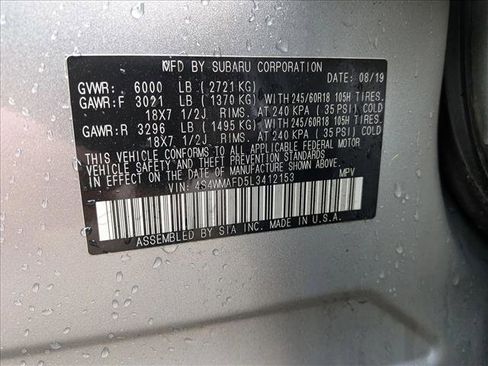 MFD BY SUBARU CORPORATION DATE 08/19
GVWR: 6000 LB (2721 KG)
GAWR:F 3021 LB (1370 KG) WITH 245/60R18 105H TIRES.
18X7 1/2J RIMS. AT 240 KPA (35 PSI) COLD
GAWR:R 3296 LB (1495 KG) WITH 245/60R18 105H TIRES.
18X7 1/2J RIMS. AT 240 KPA (35 PSI) COLD
THIS VEHICLE CONFORMS TO ALL APPLICABLE
FEDERAL MOTOR VEHICLE SAFETY
STANDARDS IN EFFECT ON THE DATE OF
MANUFACTURE SHOWN ABOVE.
VIN: 4S4WMAFD5L3412153 MPV
ASSEMBLED BY SIA INC. MADE IN U.S.A.